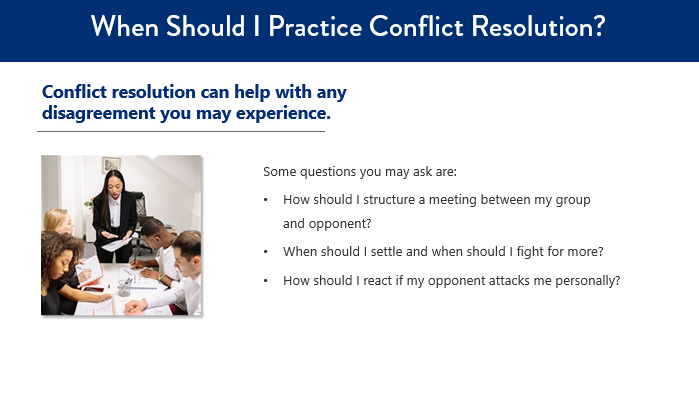 When Should I Practice Conflict Resolution?
Conflict resolution can help with any
disagreement you may experience.
Some questions you may ask are:
• How should I structure a meeting between my group
and opponent?
• When should I settle and when should I fight for more?
• How should I react if my opponent attacks me personally?